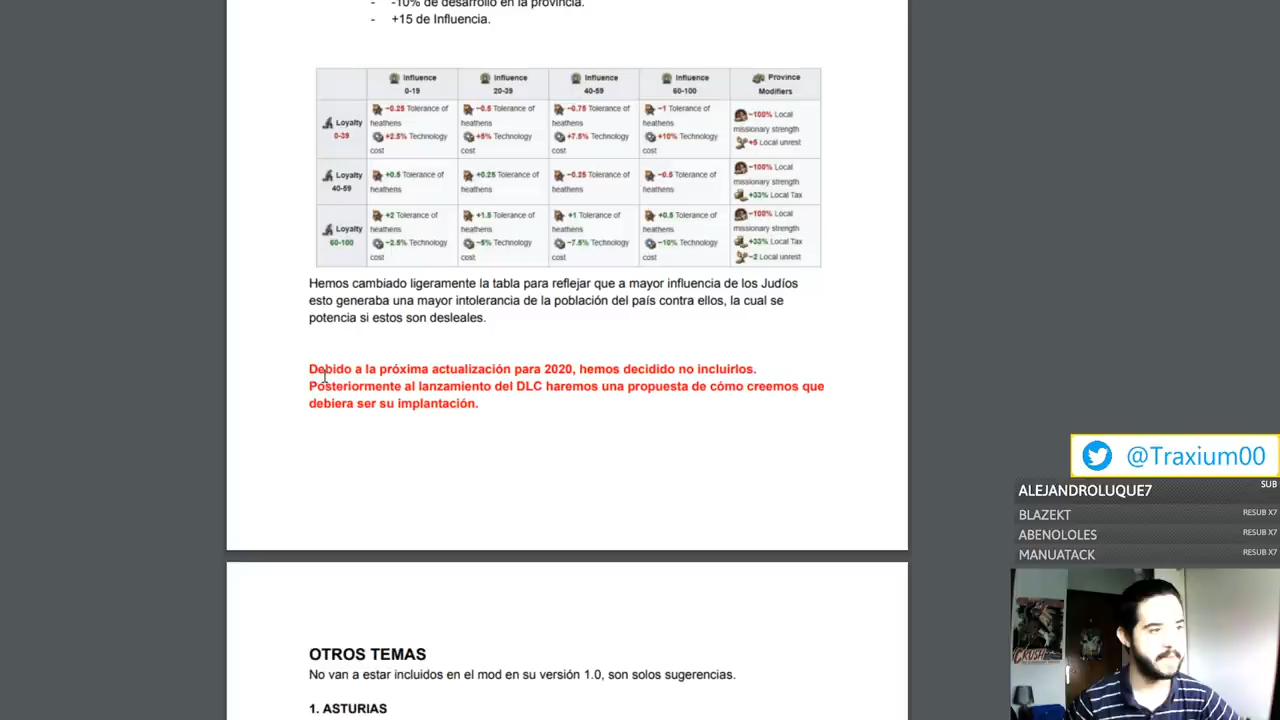 - -10% de desarrollo en la provincia.
- +15 de Influencia.
Influence Influence Influence Influence Province
0-19 20-39 40-59 60-100 Modifiers
Loyalty
0-39
−0.25 Tolerance of
heathens
+2.5% Technology
cost
−0.5 Tolerance of
heathens
+5% Technology
cost
−0.75 Tolerance of
heathens
+7.5% Technology
cost
−1 Tolerance of
heathens
+10% Technology
cost
−100% Local
missionary strength
+5 Local unrest
Loyalty
40-59
+0.5 Tolerance of
heathens
+0.25 Tolerance of
heathens
−0.25 Tolerance of
heathens
−0.5 Tolerance of
heathens
−100% Local
missionary strength
+33% Local Tax
Loyalty
60-100
+2 Tolerance of
heathens
−2.5% Technology
cost
+1.5 Tolerance of
heathens
−5% Technology
cost
+1 Tolerance of
heathens
−7.5% Technology
cost
+0.5 Tolerance of
heathens
−10% Technology
cost
−100% Local
missionary strength
+33% Local Tax
−2 Local unrest
Hemos cambiado ligeramente la tabla para reflejar que a mayor influencia de los Judíos
esto generaba una mayor intolerancia de la población del país contra ellos, la cual se
potencia si estos son desleales.
Debido a la próxima actualización para 2020, hemos decidido no incluirlos.
Posteriormente al lanzamiento del DLC haremos una propuesta de cómo creemos que
debiera ser su implantación.
OTROS TEMAS
No van a estar incluidos en el mod en su versión 1.0, son solos sugerencias.
1. ASTURIAS
@Traxium00
ALEJANDROLUQUE7 SUB
BLAZEKT RESUB X7
ABENOLOLES RESUB X7
MANUATACK RESUB X7
CRUSH